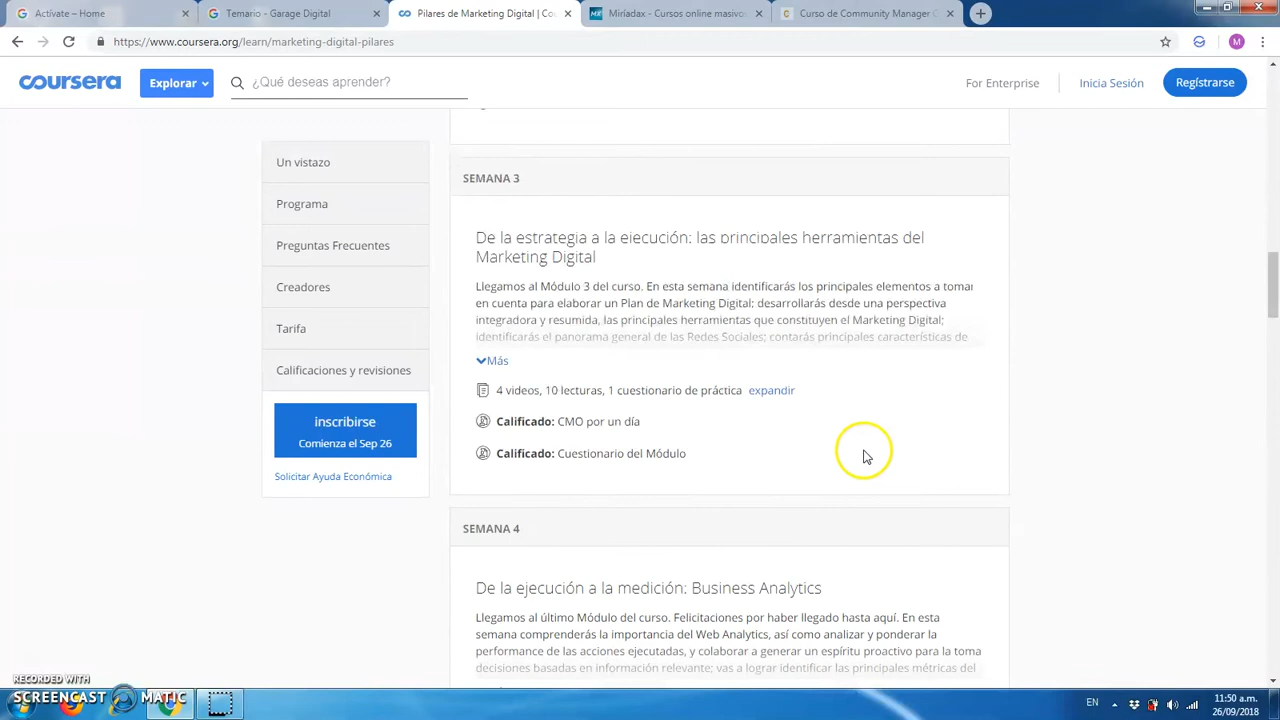 Actívate – Home
Temario - Garage Digital
Pilares de Marketing Digital | Co
Miríadax - Cursos online masivos
Curso de Community Manager
https://www.coursera.org/learn/marketing-digital-pilares
M
coursera
Explorar
¿Qué deseas aprender?
For Enterprise
Inicia Sesión
Regístrarse
Un vistazo
Programa
Preguntas Frecuentes
Creadores
Tarifa
Calificaciones y revisiones
inscribirse
Comienza el Sep 26
Solicitar Ayuda Económica
SEMANA 3
De la estrategia a la ejecución: las principales herramientas del
Marketing Digital
Llegamos al Módulo 3 del curso. En esta semana identificarás los principales elementos a tomar
en cuenta para elaborar un Plan de Marketing Digital; desarrollarás desde una perspectiva
integradora y resumida, las principales herramientas que constituyen el Marketing Digital;
identificarás el panorama general de las Redes Sociales; contarás principales características de
Más
4 videos, 10 lecturas, 1 cuestionario de práctica expandir
Calificado: CMO por un día
Calificado: Cuestionario del Módulo
SEMANA 4
De la ejecución a la medición: Business Analytics
Llegamos al último Módulo del curso. Felicitaciones por haber llegado hasta aquí. En esta
semana comprenderás la importancia del Web Analytics, así como analizar y ponderar la
performance de las acciones ejecutadas, y colaborar a generar un espíritu proactivo para la toma
decisiones basadas en información relevante; vas a lograr identificar las principales métricas del
RECORDED WITH
SCREENCAST MATIC
EN
11:50 a.m.
26/09/2018